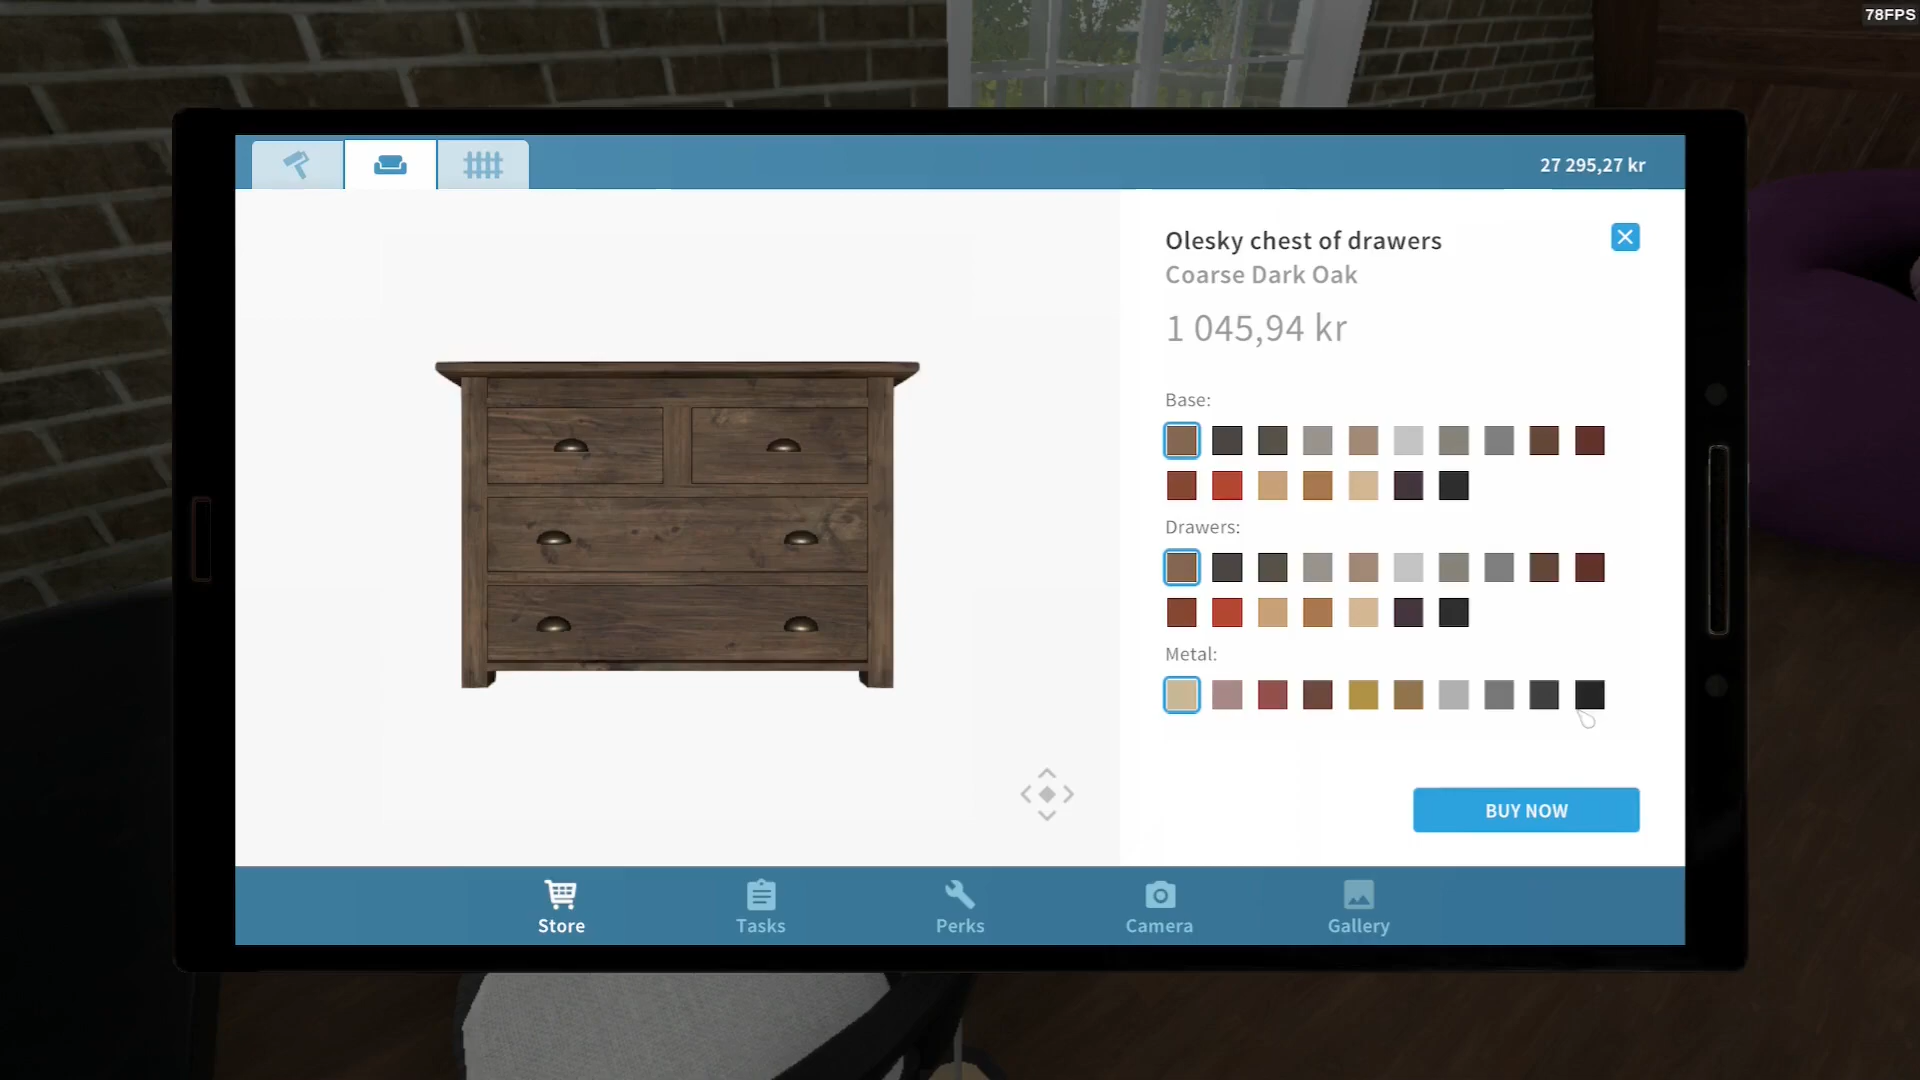 78FPS
27 295,27 kr
Olesky chest of drawers
Coarse Dark Oak
1 045,94 kr
Base:
Drawers:
Metal:
BUY NOW
Store
Tasks
Perks
Camera
Gallery